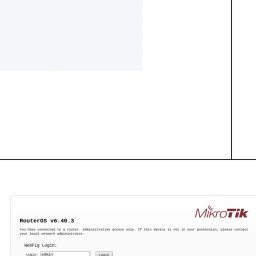 MikroTik
RouterOS v6.40.3
You have connected to a router. Administrative access only. If this device is not in your possession, please contact
your local network administrator.
WebFig Login:
Login: admin
Login